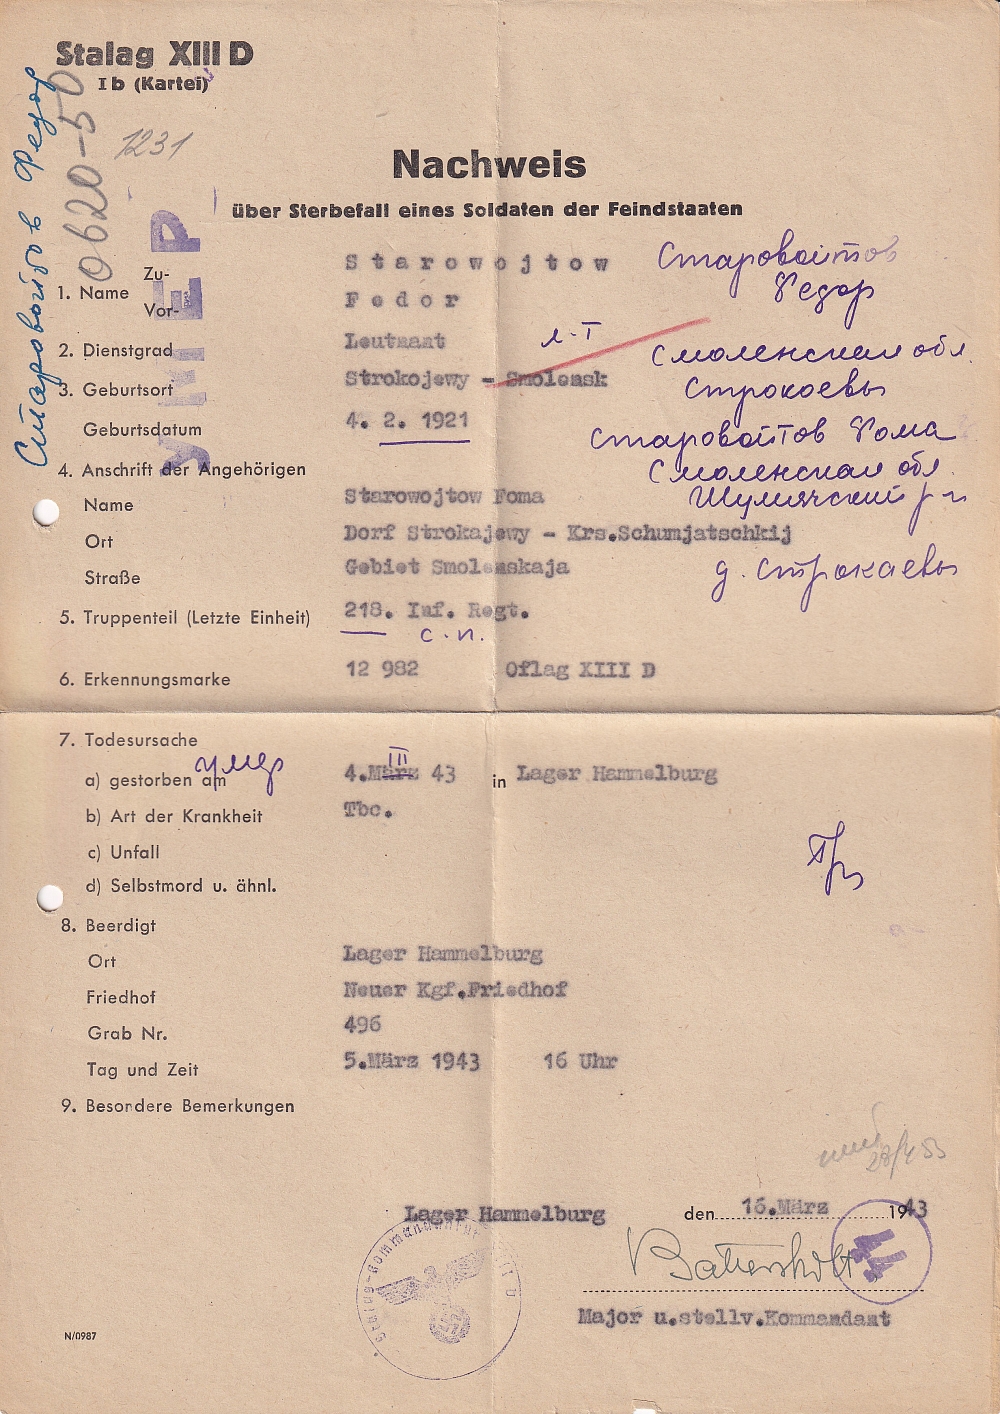 Stalag XIII D
I b (Kartei)
Старовойтов Федор
0620-50
1231
УМЕР
Nachweis
über Sterbefall eines Soldaten der Feindstaaten
1. Name
Zu-
Starowojtow
Старовойтов
Vor-
Fedor
Федор
2. Dienstgrad
Leutnant
л-т
Смоленская обл.
3. Geburtsort
Strokojewy - Smolensk
Строкаевы
Geburtsdatum
4. 2. 1921
Старовойтов Фома
4. Anschrift der Angehörigen
Смоленская обл.
Name
Starowojtow Foma
Шумячский р-н
Ort
Dorf Strokajewy - Krs.Schumjatschkij
Straße
Gebiet Smolenskaja
д. Строкаевы
5. Truppenteil (Letzte Einheit)
218. Inf. Regt.
с.п.
6. Erkennungsmarke
12 982 Oflag XIII D
7. Todesursache
умер
a) gestorben am
4.März 43 in Lager Hammelburg
III
b) Art der Krankheit
Tbc.
c) Unfall
d) Selbstmord u. ähnl.
8. Beerdigt
Ort
Lager Hammelburg
Friedhof
Neuer Kgf.Friedhof
Grab Nr.
496
Tag und Zeit
5.März 1943 16 Uhr
9. Besondere Bemerkungen
Lager Hammelburg den 16.März 1943
Stalag-Kommandantur
Major u.stellv.Kommandant
N/0987